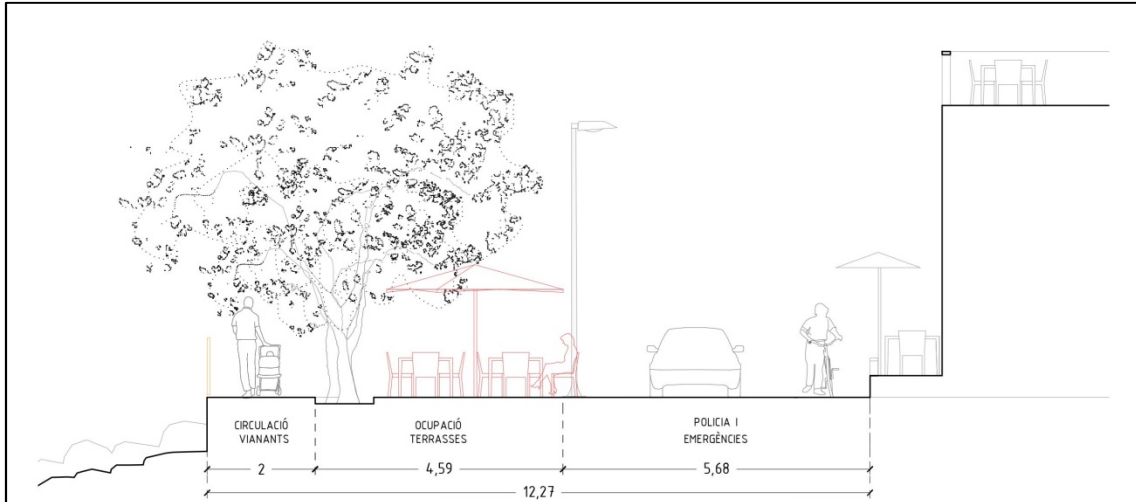 CIRCULACIÓ
VIANANTS
OCUPACIÓ
TERRASSES
POLICIA I
EMERGÈNCIES
2
4,59
5,68
12,27